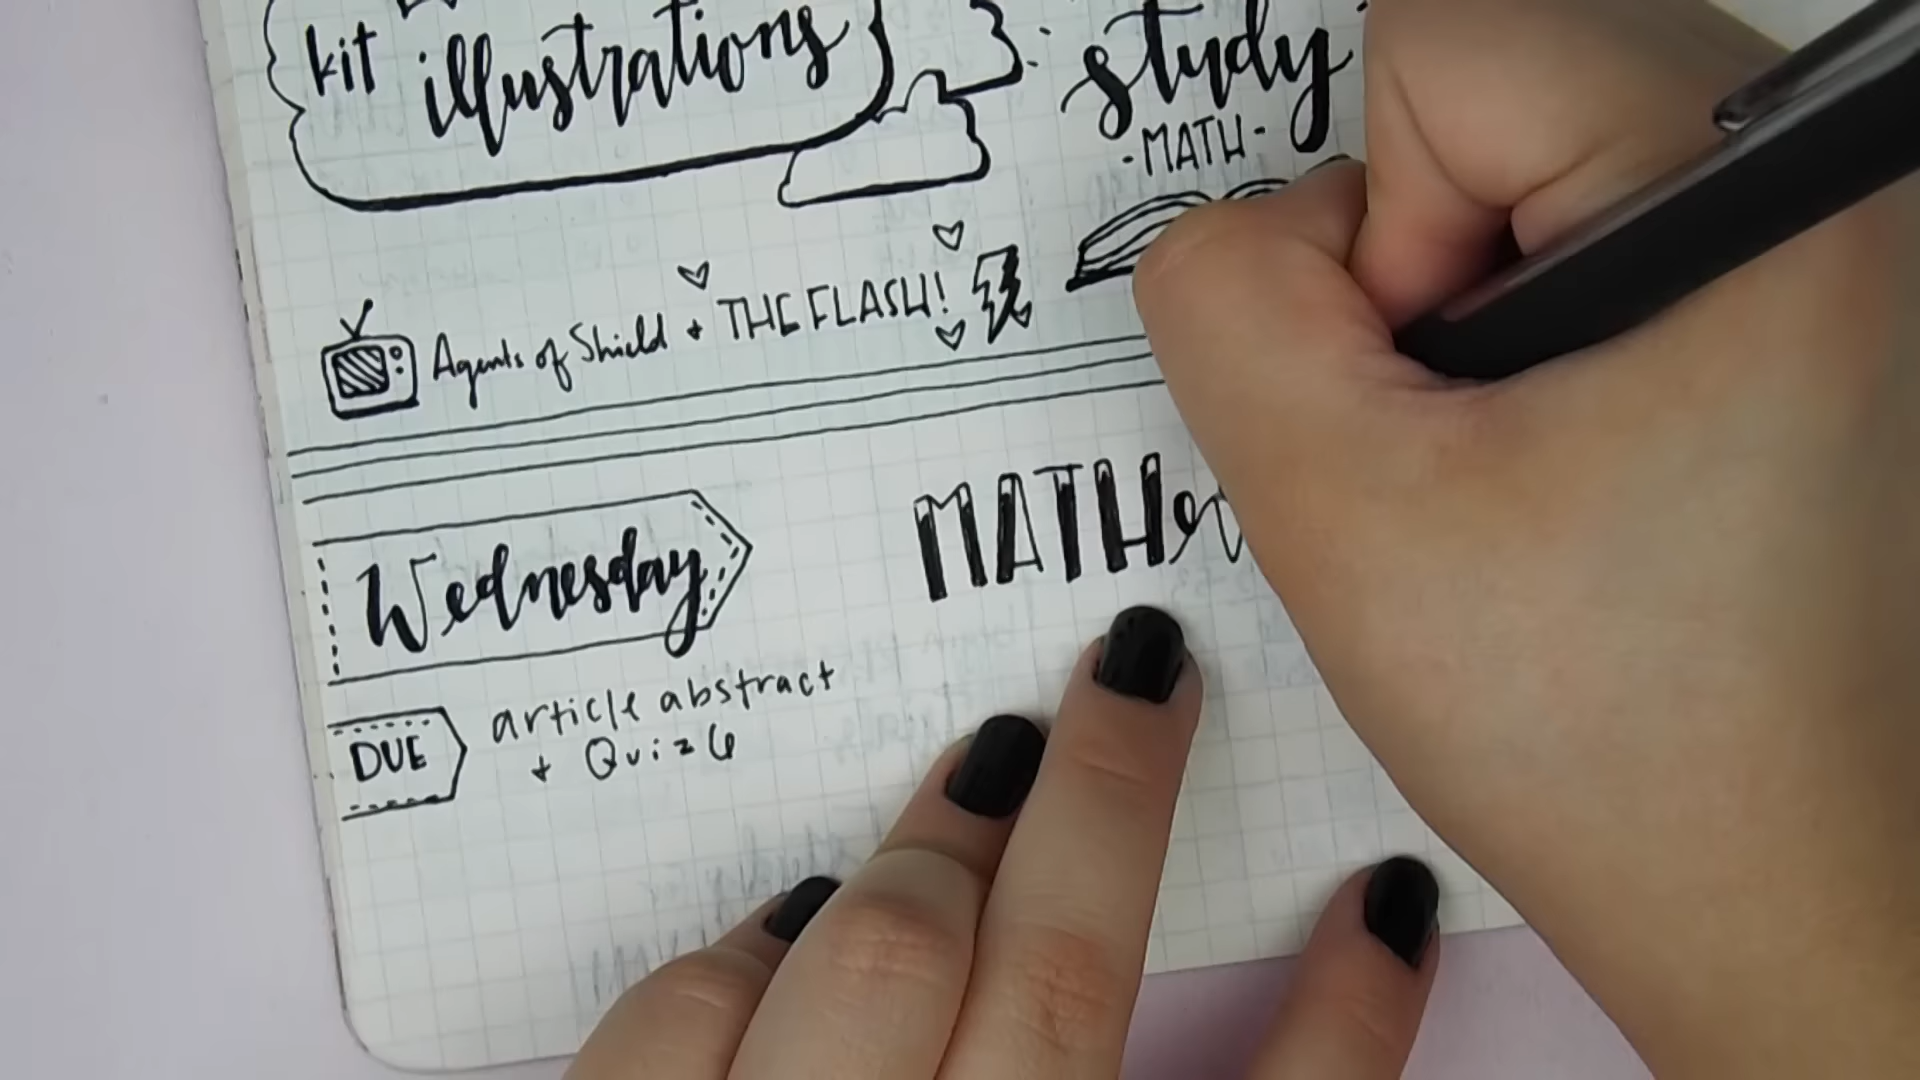 kit illustrations
study
-MATH-
Agents of Shield + THE FLASH!
Wednesday
MATH
DUE
article abstract
+ Quiz 6